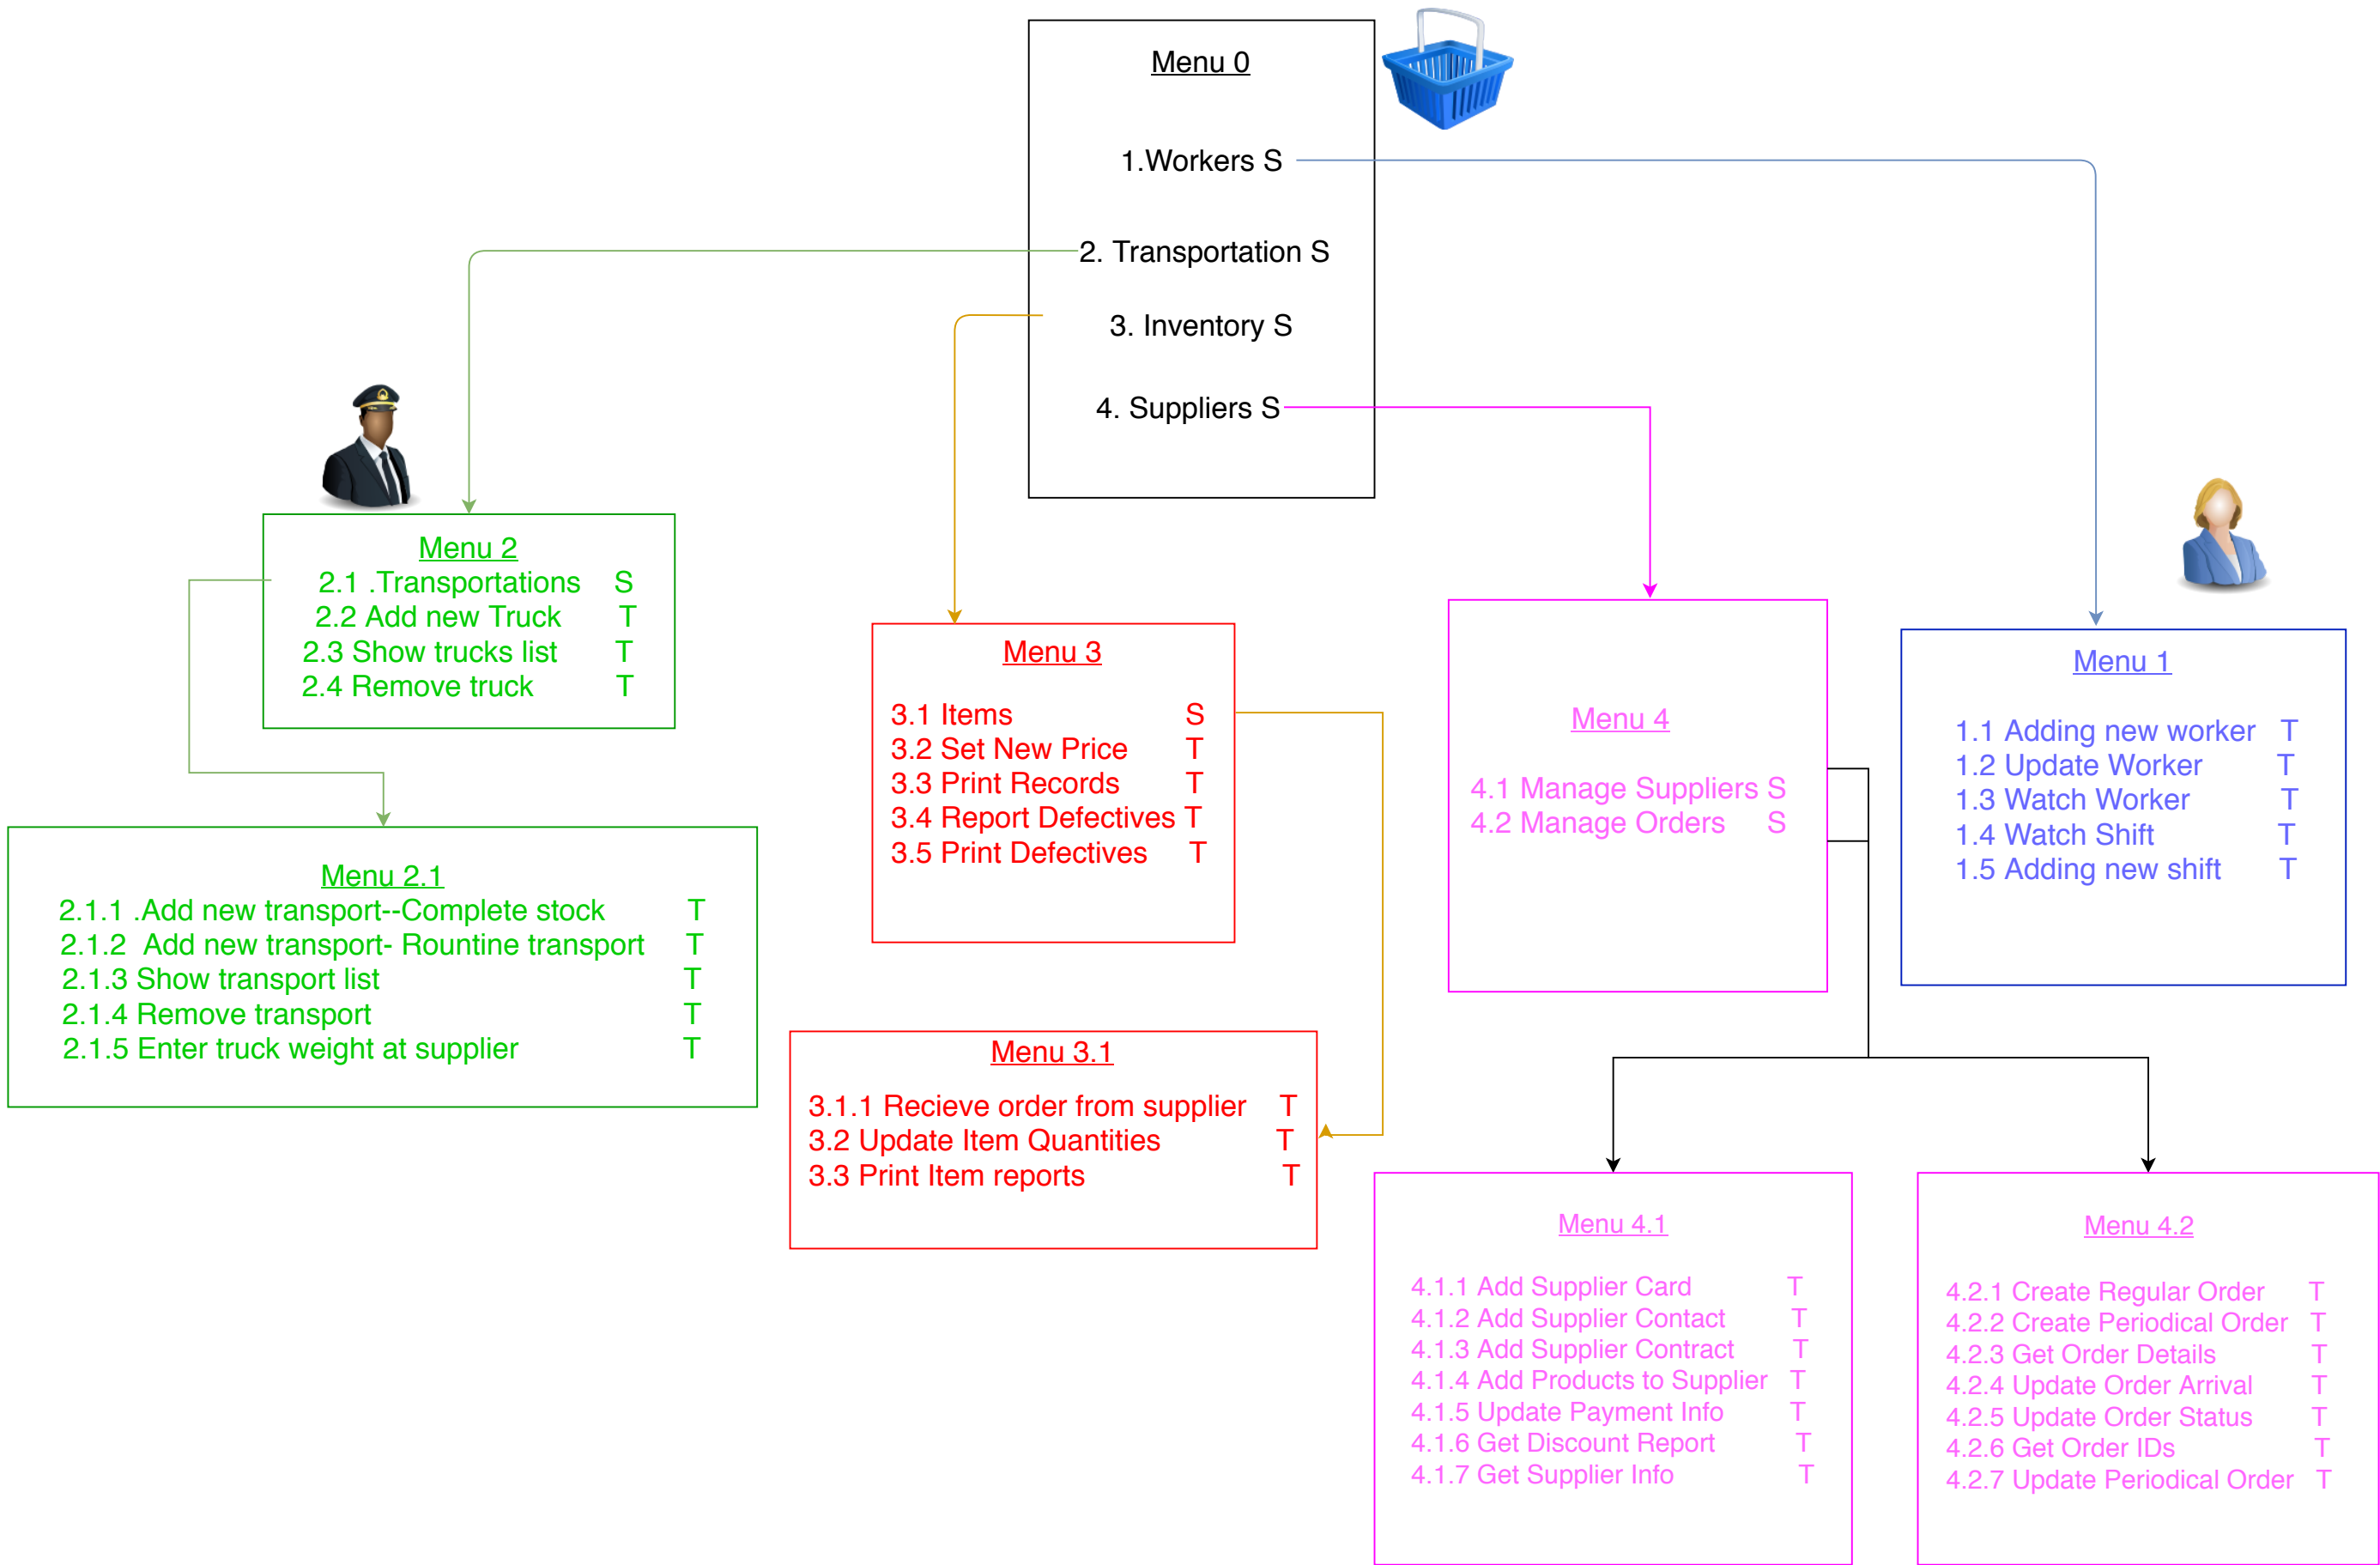 Menu 0
1.Workers S
2. Transportation S
3. Inventory S
4. Suppliers S
Menu 2
2.1 .Transportations S
2.2 Add new Truck T
2.3 Show trucks list T
2.4 Remove truck T
Menu 2.1
2.1.1 .Add new transport--Complete stock T
2.1.2 Add new transport- Rountine transport T
2.1.3 Show transport list T
2.1.4 Remove transport T
2.1.5 Enter truck weight at supplier T
Menu 3
3.1 Items S
3.2 Set New Price T
3.3 Print Records T
3.4 Report Defectives T
3.5 Print Defectives T
Menu 3.1
3.1.1 Recieve order from supplier T
3.2 Update Item Quantities T
3.3 Print Item reports T
Menu 4
4.1 Manage Suppliers S
4.2 Manage Orders S
Menu 1
1.1 Adding new worker T
1.2 Update Worker T
1.3 Watch Worker T
1.4 Watch Shift T
1.5 Adding new shift T
Menu 4.1
4.1.1 Add Supplier Card T
4.1.2 Add Supplier Contact T
4.1.3 Add Supplier Contract T
4.1.4 Add Products to Supplier T
4.1.5 Update Payment Info T
4.1.6 Get Discount Report T
4.1.7 Get Supplier Info T
Menu 4.2
4.2.1 Create Regular Order T
4.2.2 Create Periodical Order T
4.2.3 Get Order Details T
4.2.4 Update Order Arrival T
4.2.5 Update Order Status T
4.2.6 Get Order IDs T
4.2.7 Update Periodical Order T